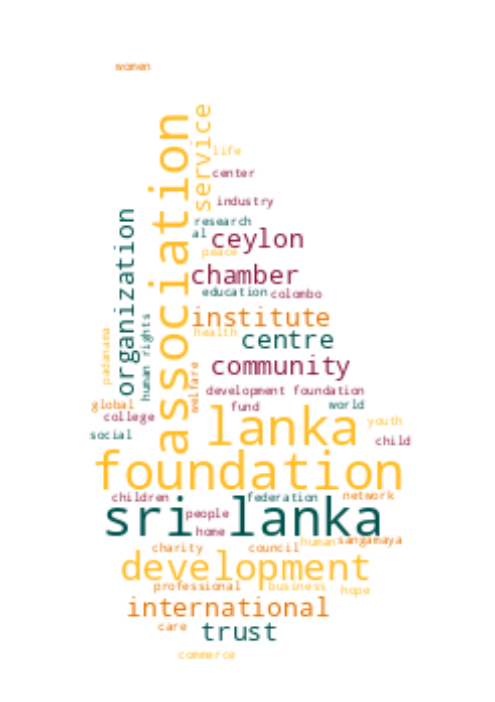 women
association
service
life
center
industry
research
al
ceylon
organization
peace
chamber
education
colombo
human rights
institute
padanama
health
centre
welfare
community
development foundation
global
fund
world
college
lanka
youth
social
child
foundation
children
federation
network
sri lanka
people
home
human
sangamaya
charity
council
development
professional
business
hope
international
care
trust
commerce